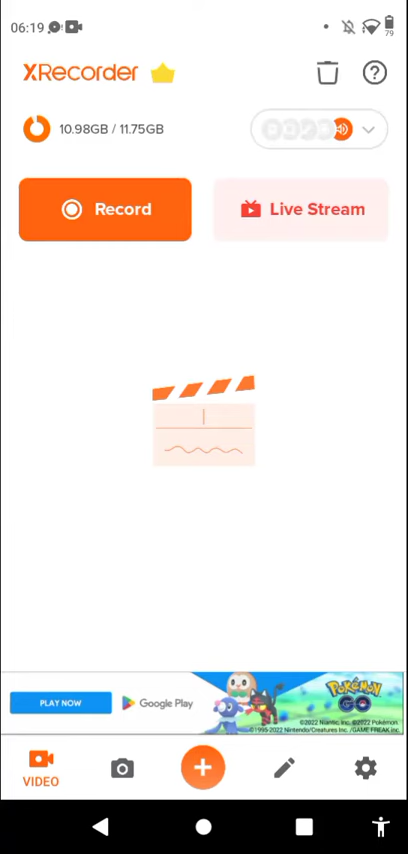 06:19
79
XRecorder
10.98GB / 11.75GB
Record
Live Stream
PLAY NOW
Google Play
POKÉMON
GO
©2022 Niantic, Inc. ©2022 Pokémon.
©1995-2022 Nintendo/Creatures Inc. /GAME FREAK inc.
VIDEO